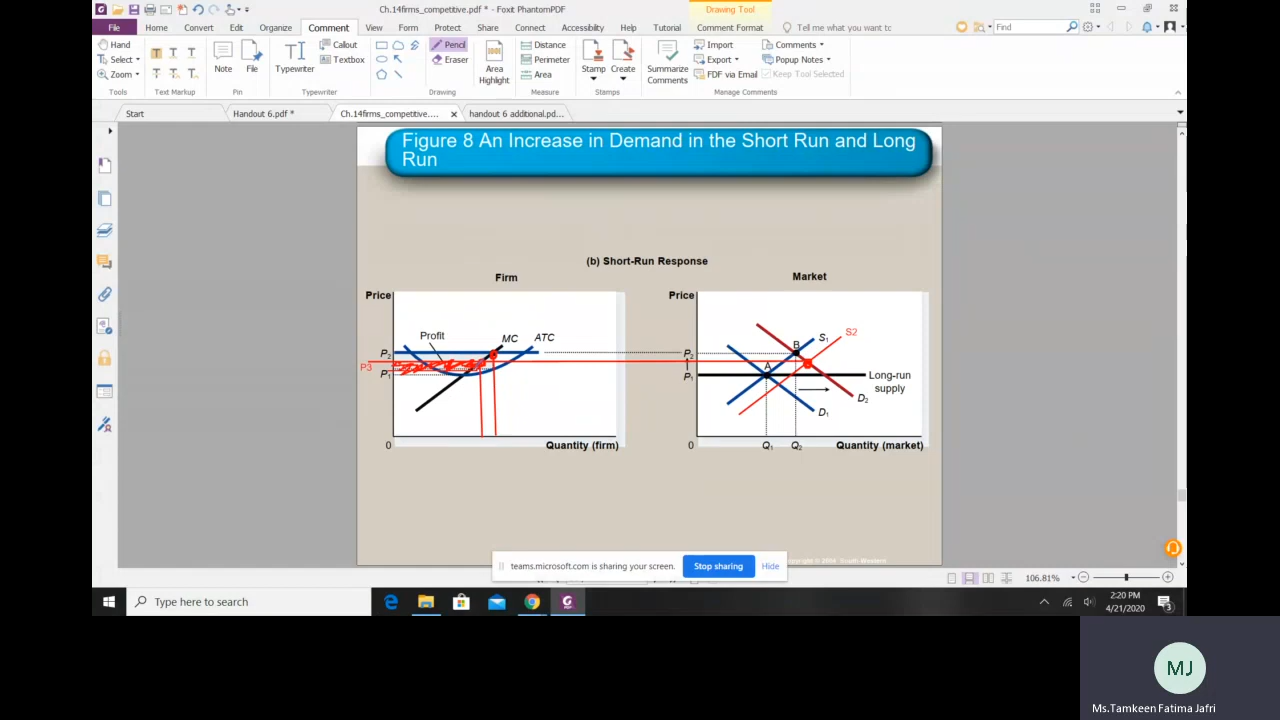 Ch.14firms_competitive.pdf * - Foxit PhantomPDF
Drawing Tool
File Home Convert Edit Organize Comment View Form Protect Share Connect Accessibility Help Tutorial Comment Format Tell me what you want tc Find
Hand
Select
Zoom
Tools
Text Markup
Note
File
Pin
Typewriter
Callout
Textbox
Typewriter
Pencil
Eraser
Area
Highlight
Drawing
Distance
Perimeter
Area
Measure
Stamp
Create
Stamps
Summarize
Comments
Import
Export
FDF via Email
Comments
Popup Notes
Keep Tool Selected
Manage Comments
Start
Handout 6.pdf *
Ch.14firms_competitive....
handout 6 additional.pd...
Figure 8 An Increase in Demand in the Short Run and Long
Run
(b) Short-Run Response
Firm
Market
Price
Profit
MC
ATC
P2
P3
P1
0
Quantity (firm)
Price
S1
S2
B
P2
A
P1
Long-run
supply
D2
D1
0
Q1
Q2
Quantity (market)
teams.microsoft.com is sharing your screen.
Stop sharing
Hide
106.81%
Type here to search
2:20 PM
4/21/2020
3
MJ
Ms.Tamkeen Fatima Jafri